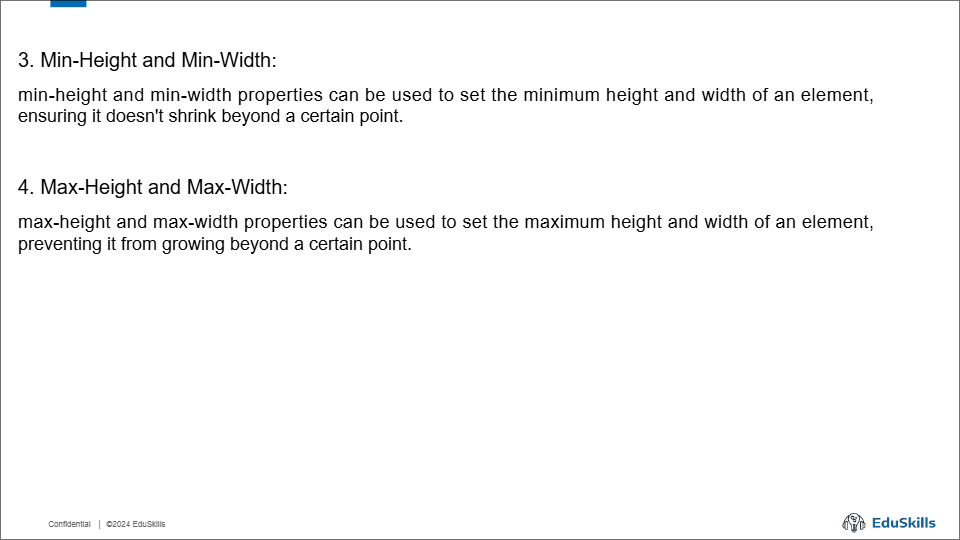 3. Min-Height and Min-Width:
min-height and min-width properties can be used to set the minimum height and width of an element,
ensuring it doesn't shrink beyond a certain point.
4. Max-Height and Max-Width:
max-height and max-width properties can be used to set the maximum height and width of an element,
preventing it from growing beyond a certain point.
Confidential | ©2024 EduSkills
EduSkills